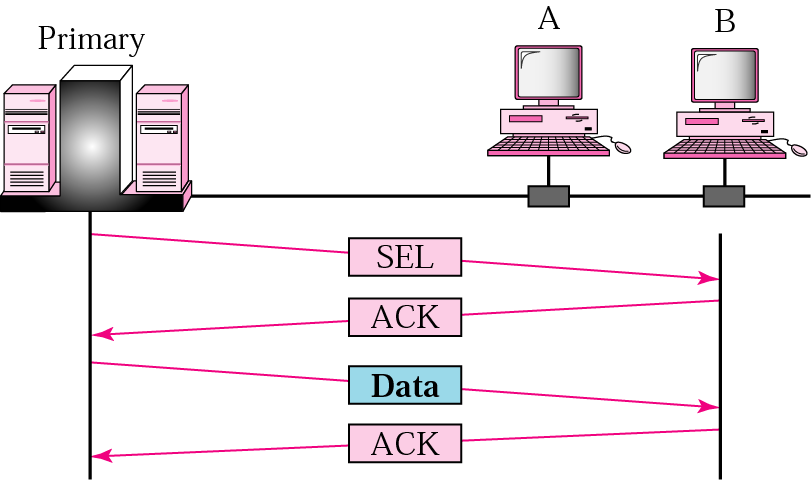 Primary
A
B
SEL
ACK
Data
ACK